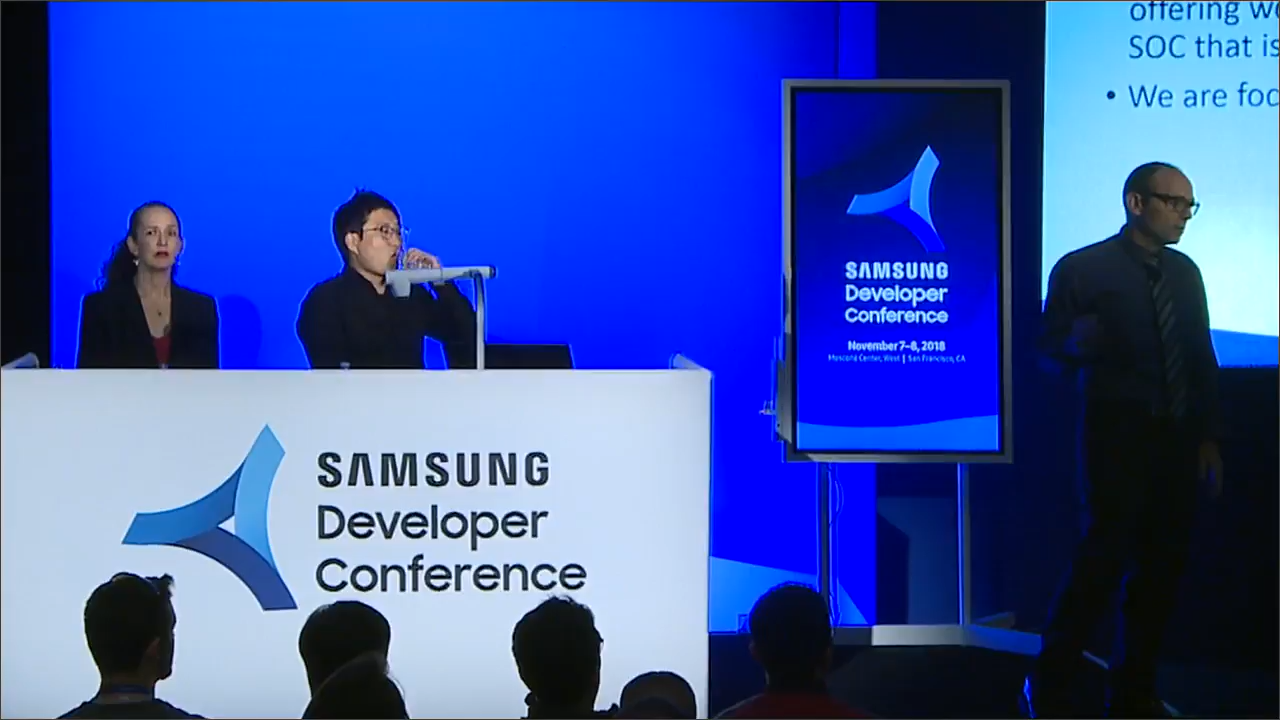 offering wo
SOC that is
• We are foc
SAMSUNG
Developer
Conference
November 7–8, 2018
Moscone Center, West | San Francisco, CA
SAMSUNG
Developer
Conference